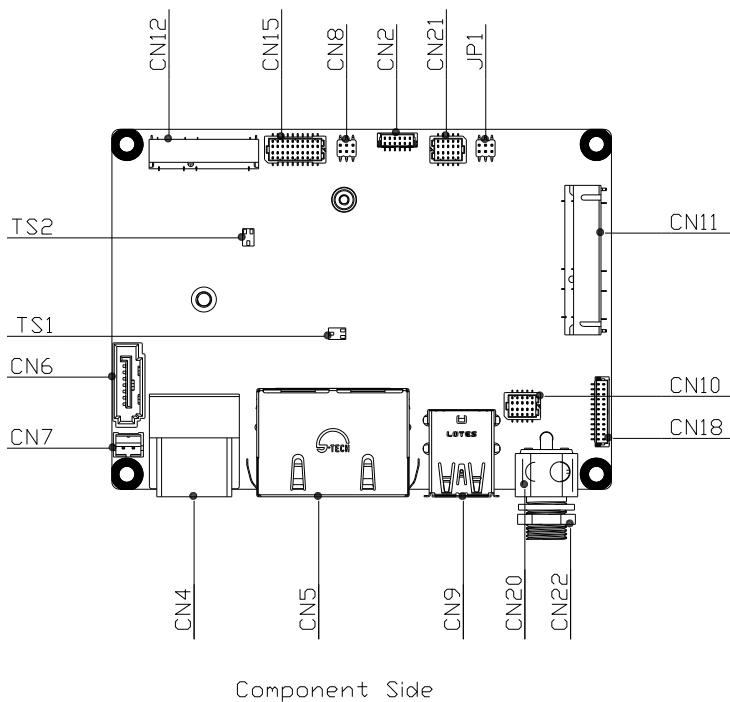 CN12
CN15
CN8
CN2
CN21
JP1
TS2
CN11
TS1
CN6
CN10
CN7
CN18
LOTES
G-TECH
CN4
CN5
CN9
CN20
CN22
Component Side